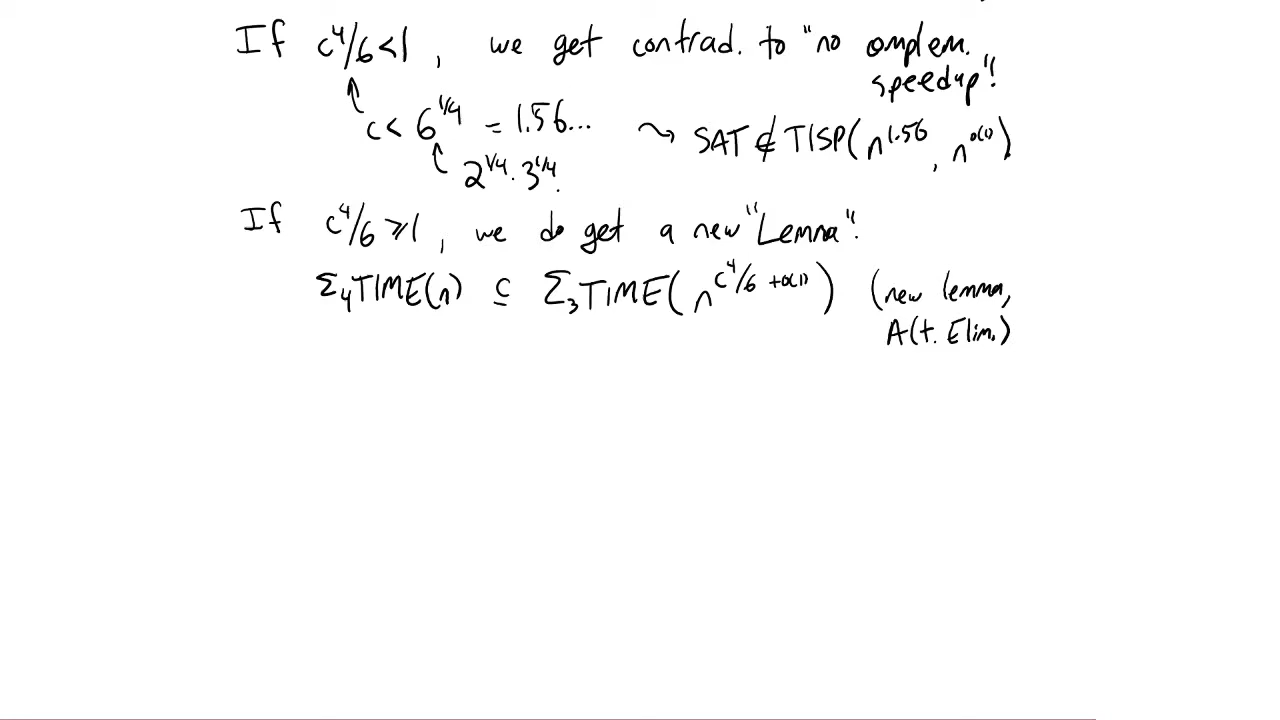 If c⁴/6 < 1 , we get contrad. to "no complem.
speedup"!
c < 6^{1/4} = 1.56... ⤳ SAT ∉ TISP(n^{1.56}, n^{o(1)})
2^{1/4} · 3^{1/4}.
If c⁴/6 ≥ 1 , we do get a new "Lemma":
Σ₄TIME(n) ⊆ Σ₃TIME(n^{c⁴/6 + o(1)}) (new lemma,
Alt. Elim.)